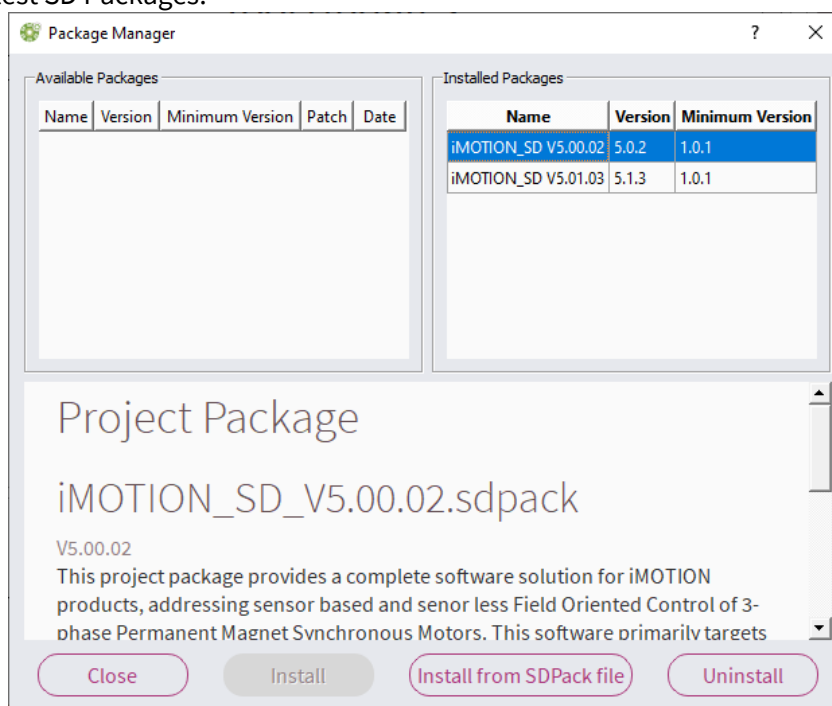 test SD Packages.
Package Manager
?
Available Packages
Name Version Minimum Version Patch Date
Installed Packages
Name Version Minimum Version
iMOTION_SD V5.00.02 5.0.2 1.0.1
iMOTION_SD V5.01.03 5.1.3 1.0.1
Project Package
iMOTION_SD_V5.00.02.sdpack
V5.00.02
This project package provides a complete software solution for iMOTION
products, addressing sensor based and senor less Field Oriented Control of 3-
phase Permanent Magnet Synchronous Motors. This software primarily targets
Close Install Install from SDPack file Uninstall